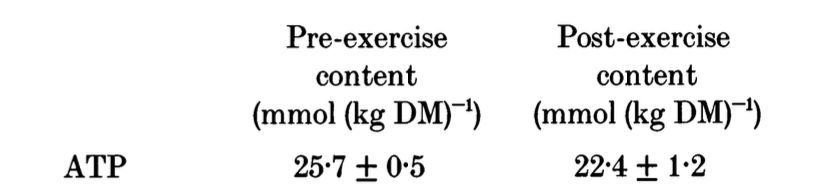 Pre-exercise Post-exercise
content content
(mmol (kg DM)⁻¹) (mmol (kg DM)⁻¹)
ATP 25·7 ± 0·5 22·4 ± 1·2